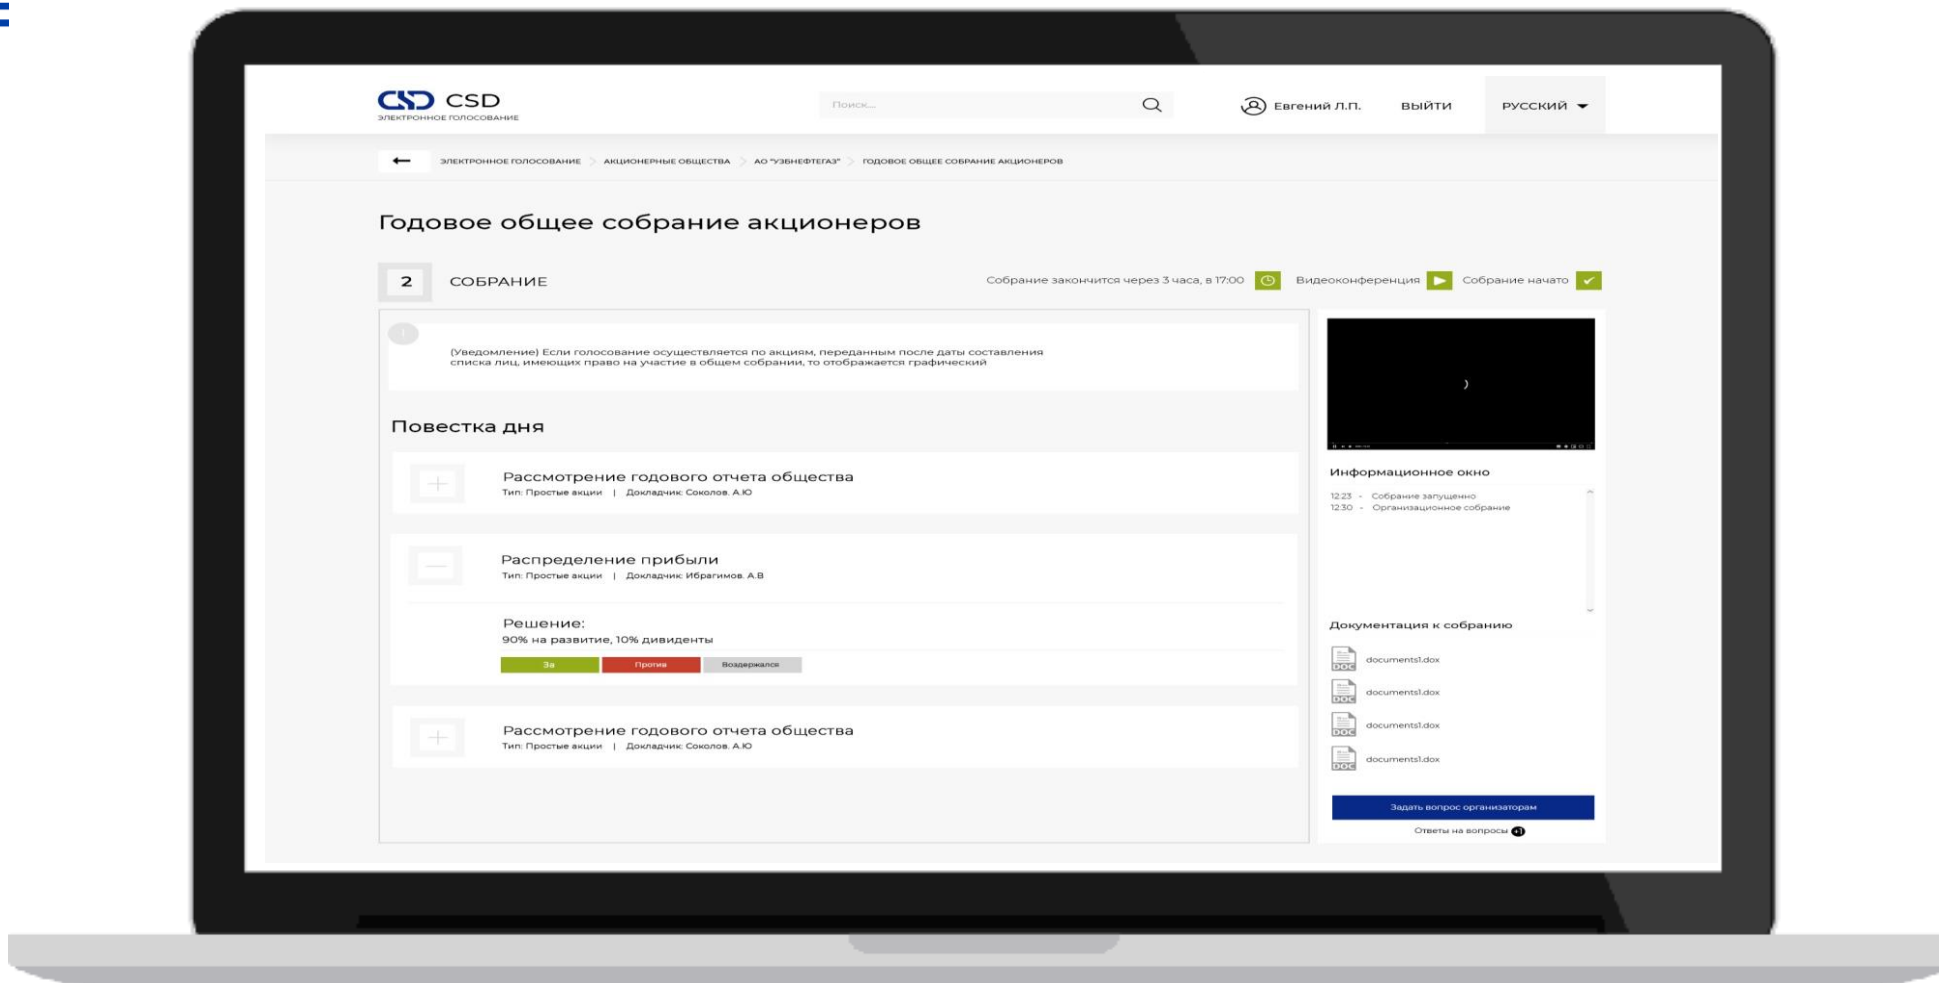 CSD CSD
ЭЛЕКТРОННОЕ ГОЛОСОВАНИЕ
Поиск...
Евгений Л.П.
ВЫЙТИ
РУССКИЙ
ЭЛЕКТРОННОЕ ГОЛОСОВАНИЕ > АКЦИОНЕРНЫЕ ОБЩЕСТВА > АО "УЗБНЕФТЕГАЗ" > ГОДОВОЕ ОБЩЕЕ СОБРАНИЕ АКЦИОНЕРОВ
Годовое общее собрание акционеров
2 СОБРАНИЕ
Собрание закончится через 3 часа, в 17:00
Видеоконференция
Собрание начато
!
(Уведомление) Если голосование осуществляется по акциям, переданным после даты составления
списка лиц, имеющих право на участие в общем собрании, то отображается графический
Повестка дня
Рассмотрение годового отчета общества
Тип: Простые акции | Докладчик: Соколов. А.Ю
Распределение прибыли
Тип: Простые акции | Докладчик: Ибрагимов. А.В
Решение:
90% на развитие, 10% дивиденты
За
Против
Воздержался
Рассмотрение годового отчета общества
Тип: Простые акции | Докладчик: Соколов. А.Ю
Информационное окно
12:23 - Собрание запущенно
12:30 - Организационное собрание
Документация к собранию
DOC documents1.dox
DOC documents1.dox
DOC documents1.dox
DOC documents1.dox
Задать вопрос организаторам
Ответы на вопросы +1